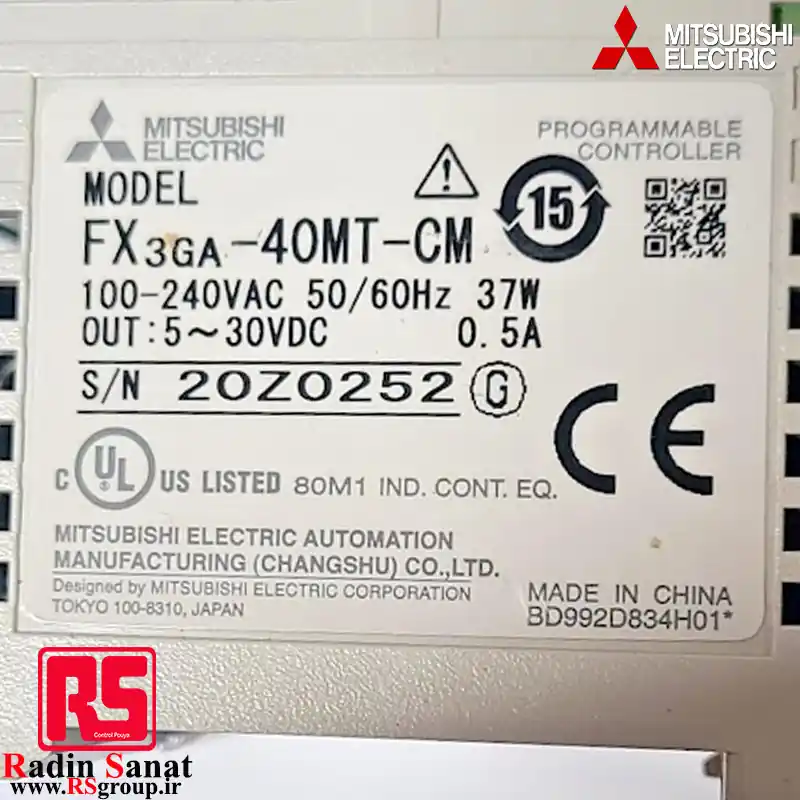 MITSUBISHI
ELECTRIC
MITSUBISHI
ELECTRIC
PROGRAMMABLE
CONTROLLER
MODEL
FX3GA-40MT-CM
15
100-240VAC 50/60Hz 37W
OUT:5～30VDC 0.5A
S/N 20Z0252 G
CE
C UL US LISTED 80M1 IND. CONT. EQ.
MITSUBISHI ELECTRIC AUTOMATION
MANUFACTURING (CHANGSHU) CO.,LTD.
Designed by MITSUBISHI ELECTRIC CORPORATION
TOKYO 100-8310, JAPAN
MADE IN CHINA
BD992D834H01*
RS
Control Pouya
Radin Sanat
www.RSgroup.ir